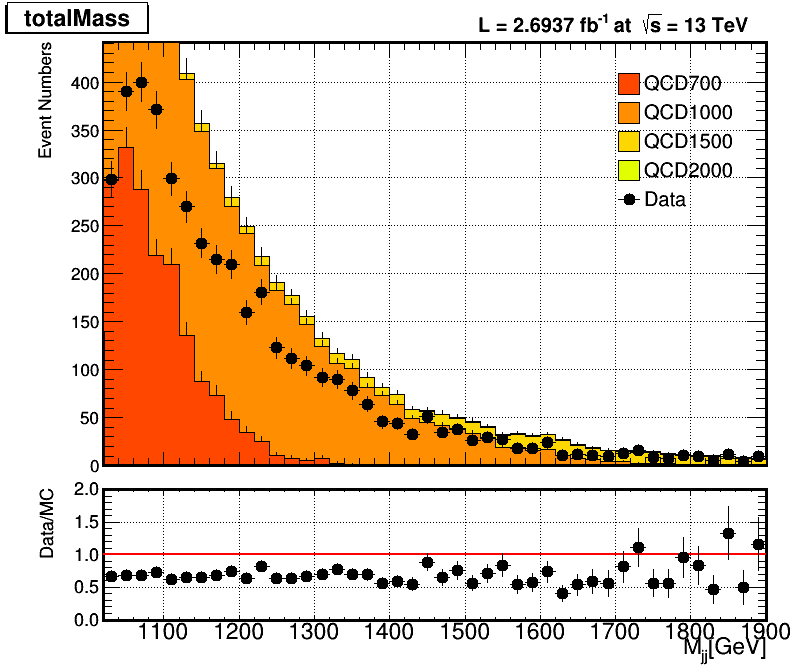 totalMass
L = 2.6937 fb-1 at √s = 13 TeV
Event Numbers
400
350
300
250
200
150
100
50
0
QCD700
QCD1000
QCD1500
QCD2000
Data
Data/MC
2.0
1.5
1.0
0.5
0.0
1100 1200 1300 1400 1500 1600 1700 1800 1900
Mjj[GeV]